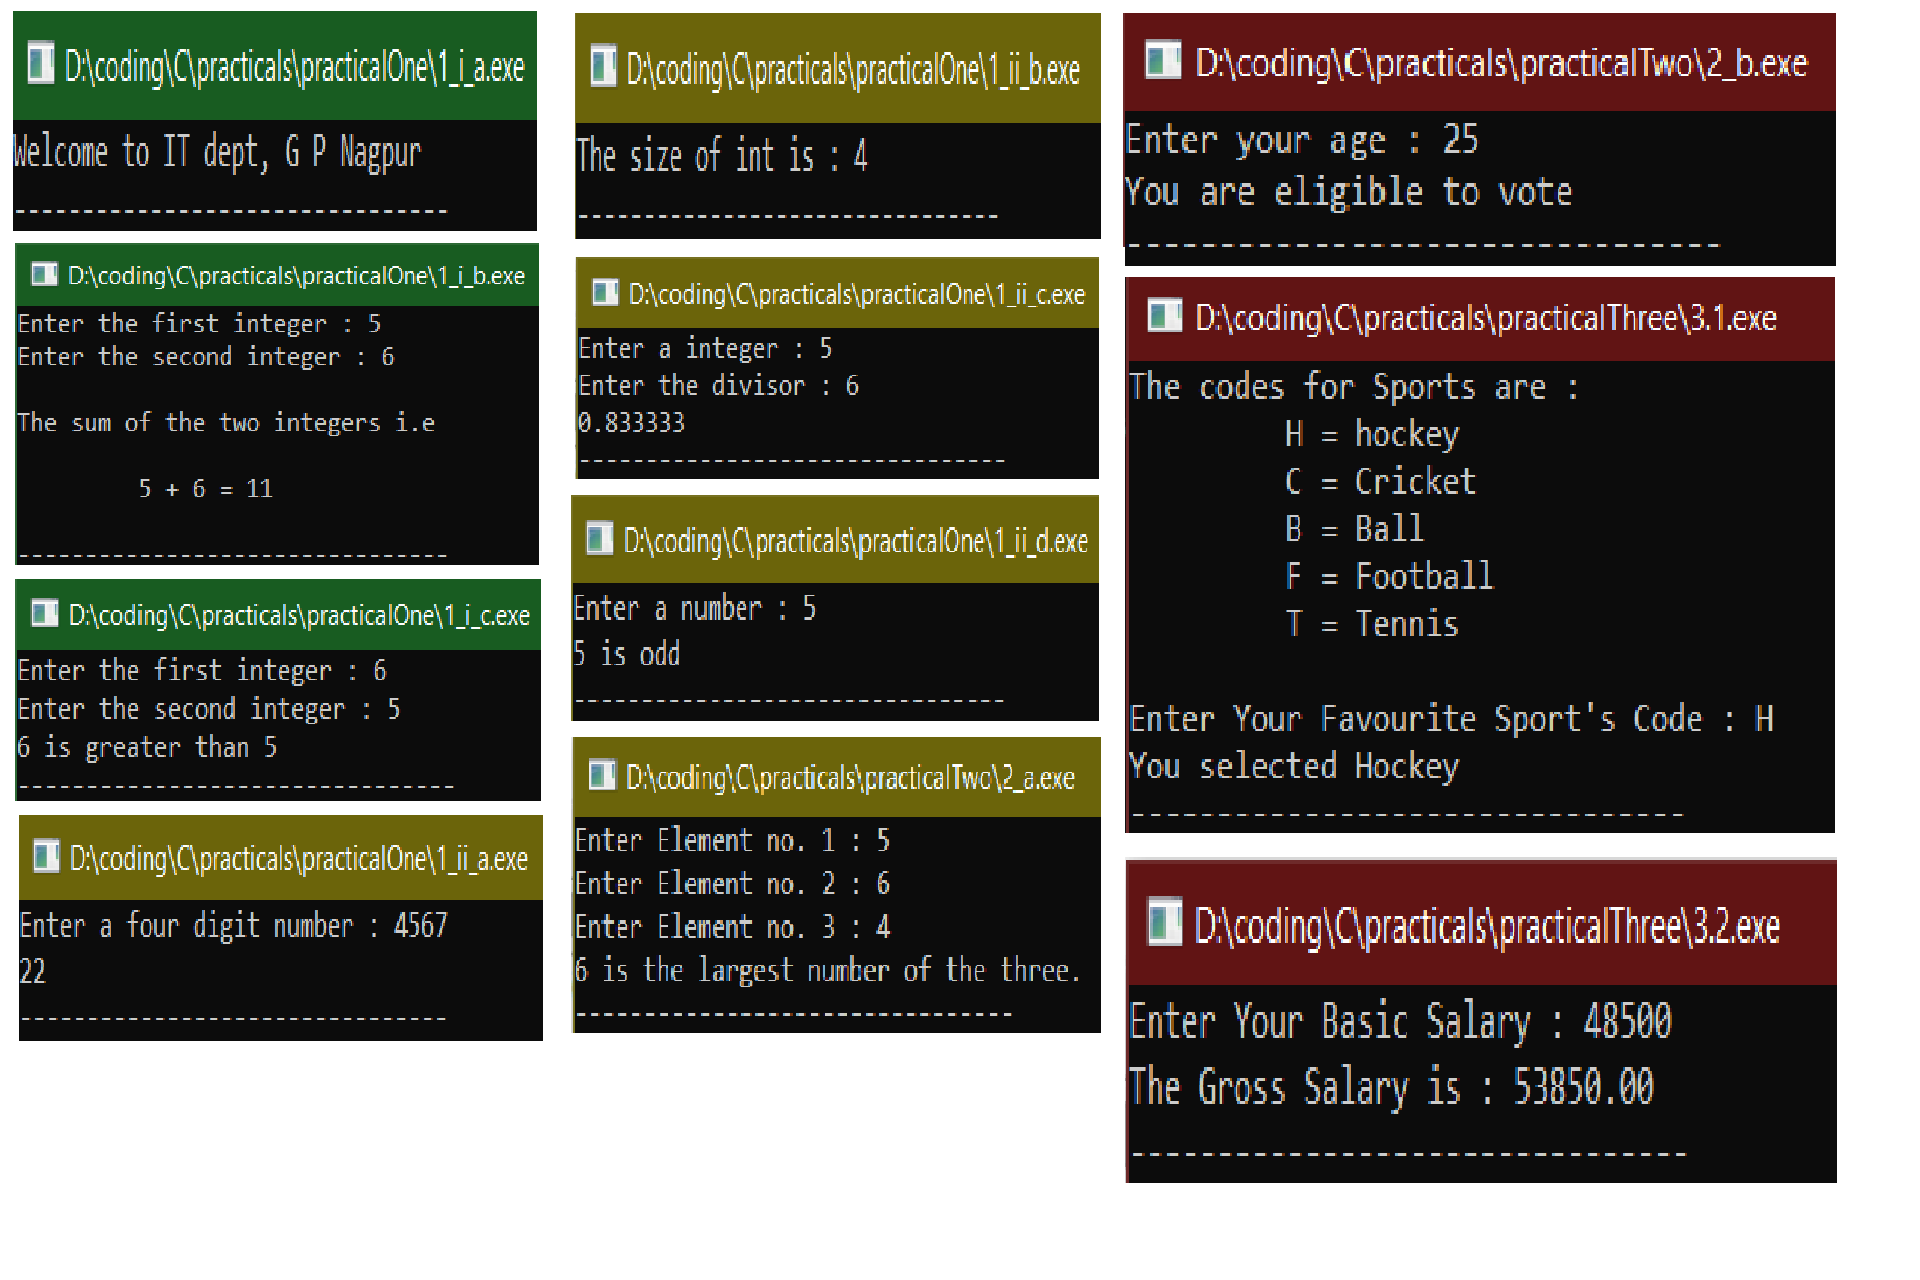 D:\coding\C\practicals\practicalOne\1_i_a.exe
Welcome to IT dept, G P Nagpur
--------------------------------
D:\coding\C\practicals\practicalOne\1_i_b.exe
Enter the first integer : 5
Enter the second integer : 6
The sum of the two integers i.e
5 + 6 = 11
--------------------------------
D:\coding\C\practicals\practicalOne\1_i_c.exe
Enter the first integer : 6
Enter the second integer : 5
6 is greater than 5
--------------------------------
D:\coding\C\practicals\practicalOne\1_ii_a.exe
Enter a four digit number : 4567
22
--------------------------------
D:\coding\C\practicals\practicalOne\1_ii_b.exe
The size of int is : 4
--------------------------------
D:\coding\C\practicals\practicalOne\1_ii_c.exe
Enter a integer : 5
Enter the divisor : 6
0.833333
--------------------------------
D:\coding\C\practicals\practicalOne\1_ii_d.exe
Enter a number : 5
5 is odd
--------------------------------
D:\coding\C\practicals\practicalTwo\2_a.exe
Enter Element no. 1 : 5
Enter Element no. 2 : 6
Enter Element no. 3 : 4
6 is the largest number of the three.
--------------------------------
D:\coding\C\practicals\practicalTwo\2_b.exe
Enter your age : 25
You are eligible to vote
--------------------------------
D:\coding\C\practicals\practicalThree\3.1.exe
The codes for Sports are :
H = hockey
C = Cricket
B = Ball
F = Football
T = Tennis
Enter Your Favourite Sport's Code : H
You selected Hockey
--------------------------------
D:\coding\C\practicals\practicalThree\3.2.exe
Enter Your Basic Salary : 48500
The Gross Salary is : 53850.00
--------------------------------